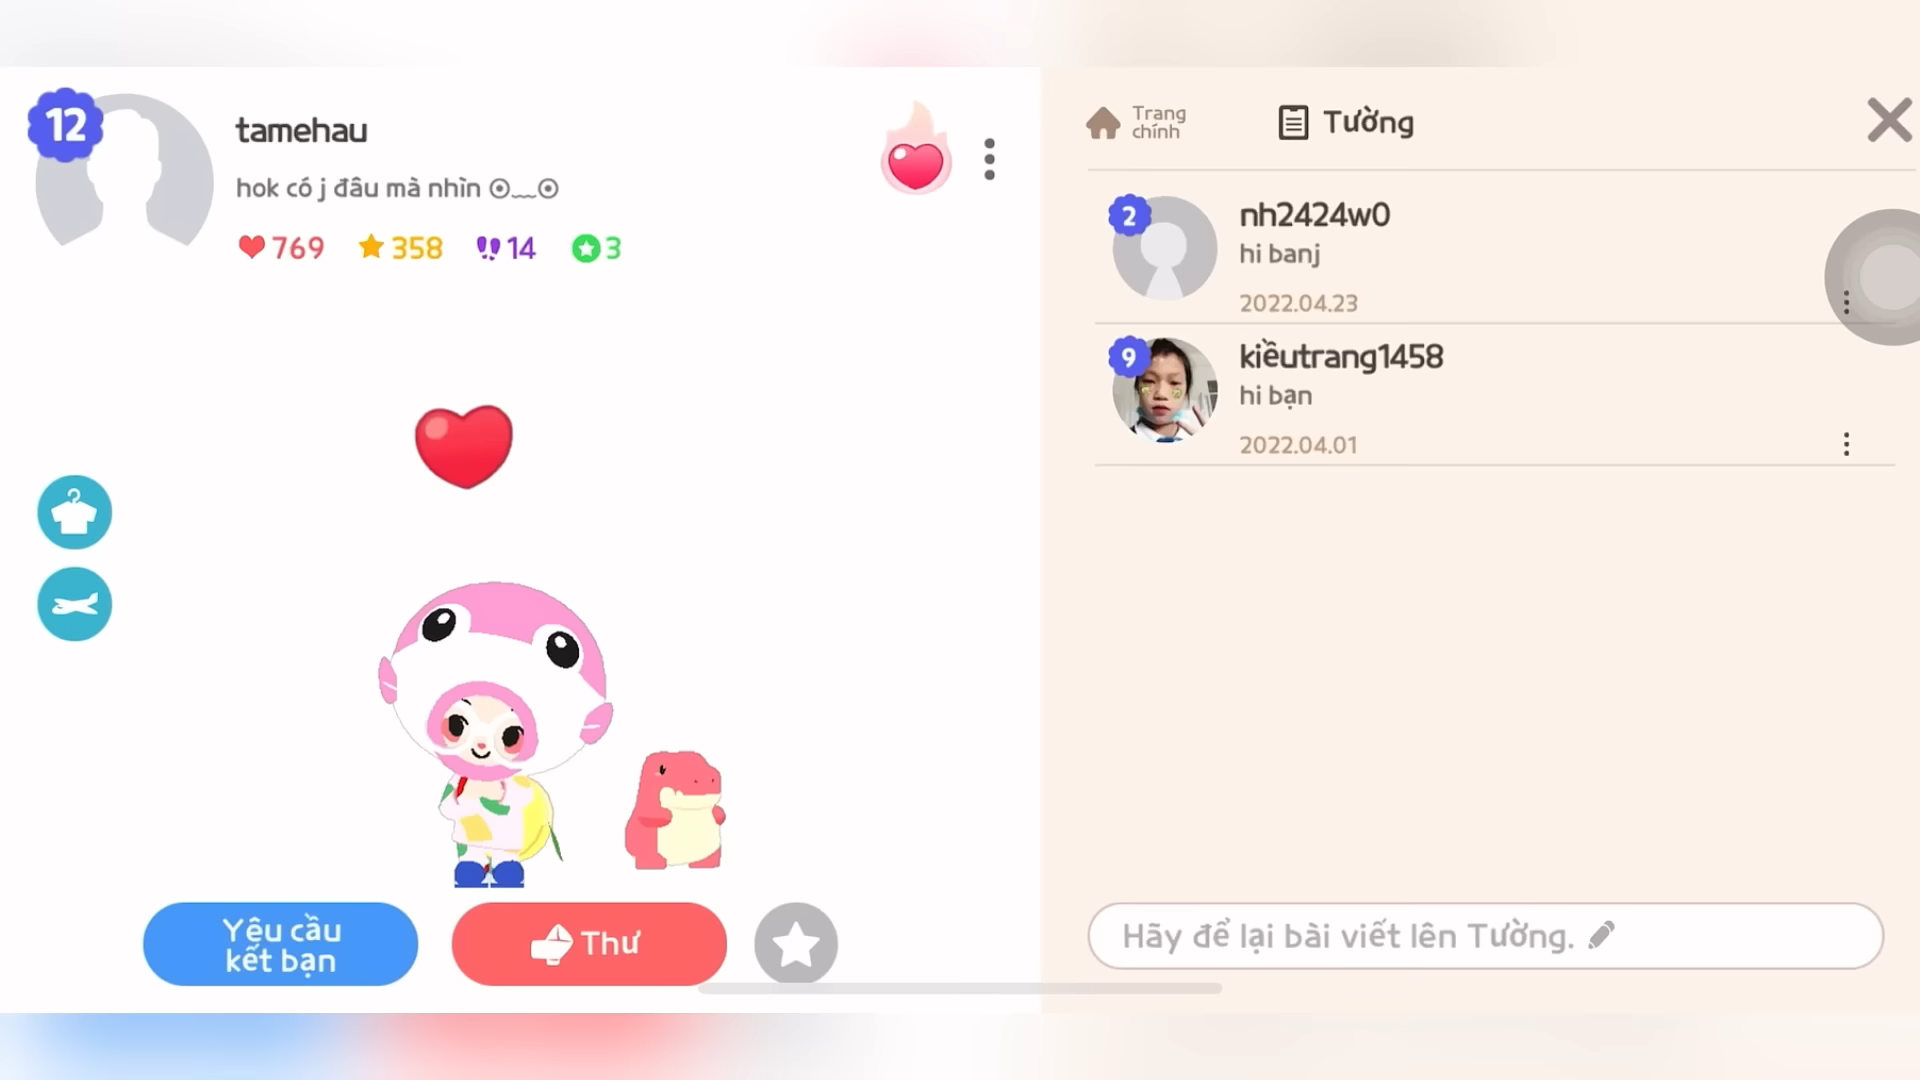 12
tamehau
hok có j đâu mà nhìn ⊙﹏⊙
769 358 14 3
Yêu cầu
kết bạn
Thư
Trang
chính
Tường
2
nh2424w0
hi banj
2022.04.23
9
kiềutrang1458
hi bạn
2022.04.01
Hãy để lại bài viết lên Tường.